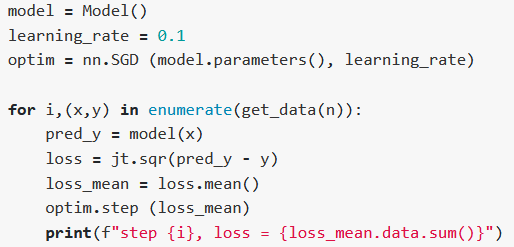 model = Model()
learning_rate = 0.1
optim = nn.SGD (model.parameters(), learning_rate)

for i,(x,y) in enumerate(get_data(n)):
    pred_y = model(x)
    loss = jt.sqr(pred_y - y)
    loss_mean = loss.mean()
    optim.step (loss_mean)
    print(f"step {i}, loss = {loss_mean.data.sum()}")